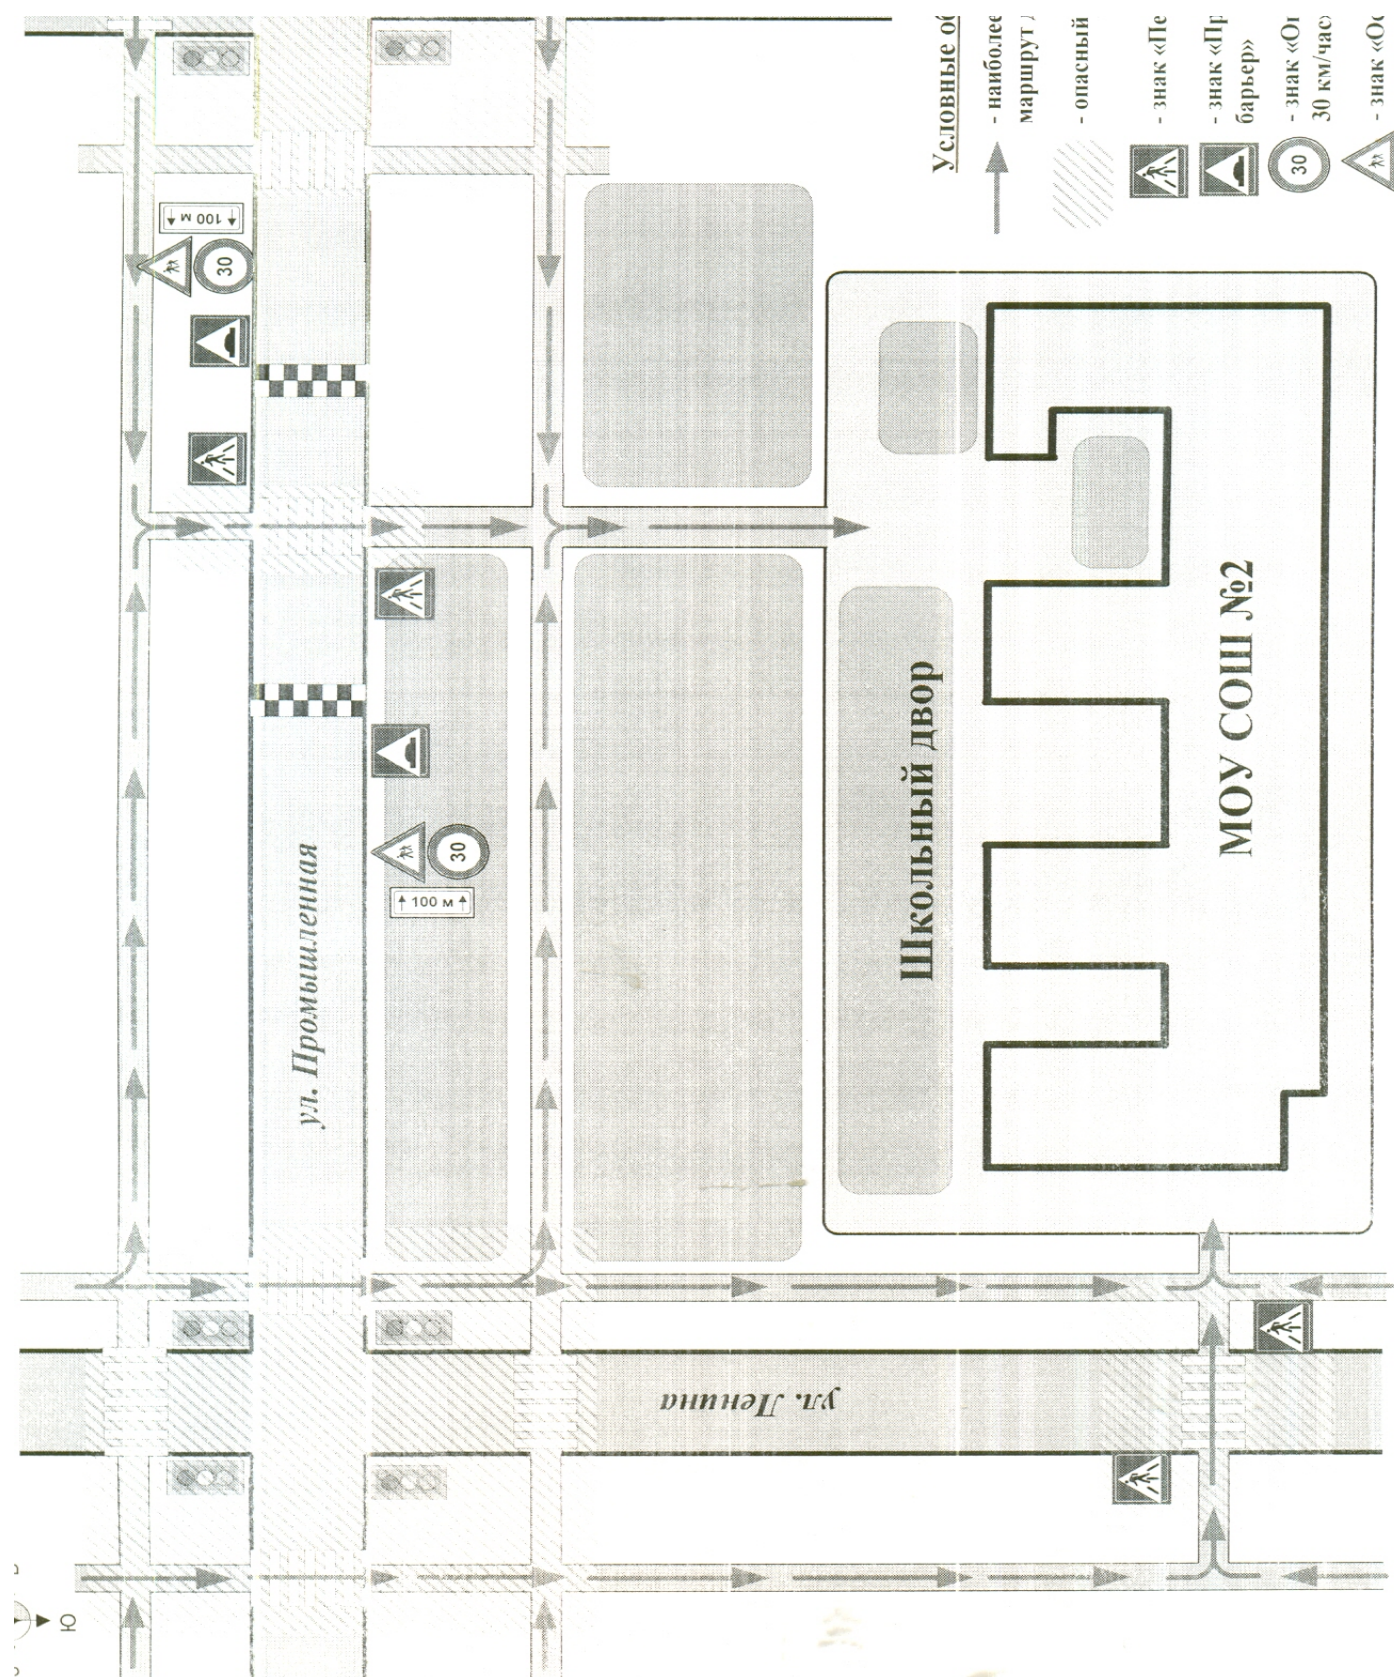 Условные об
- наиболее
маршрут
- опасный
- знак «Пе
- знак «Пр
барьер»
30
- знак «Ог
30 км/час»
- знак «Ос
100 м
30
30
100 м
ул. Промышленная
Школьный двор
МОУ СОШ №2
ул. Ленина
Ю